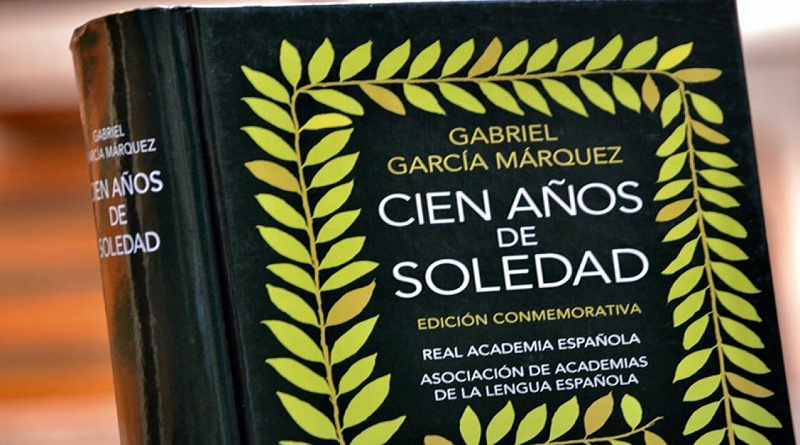 GABRIEL
GARCÍA MÁRQUEZ
CIEN AÑOS
DE
SOLEDAD
GABRIEL
GARCÍA MÁRQUEZ
CIEN AÑOS
DE
SOLEDAD
EDICIÓN CONMEMORATIVA
REAL ACADEMIA ESPAÑOLA
ASOCIACIÓN DE ACADEMIAS
DE LA LENGUA ESPAÑOLA